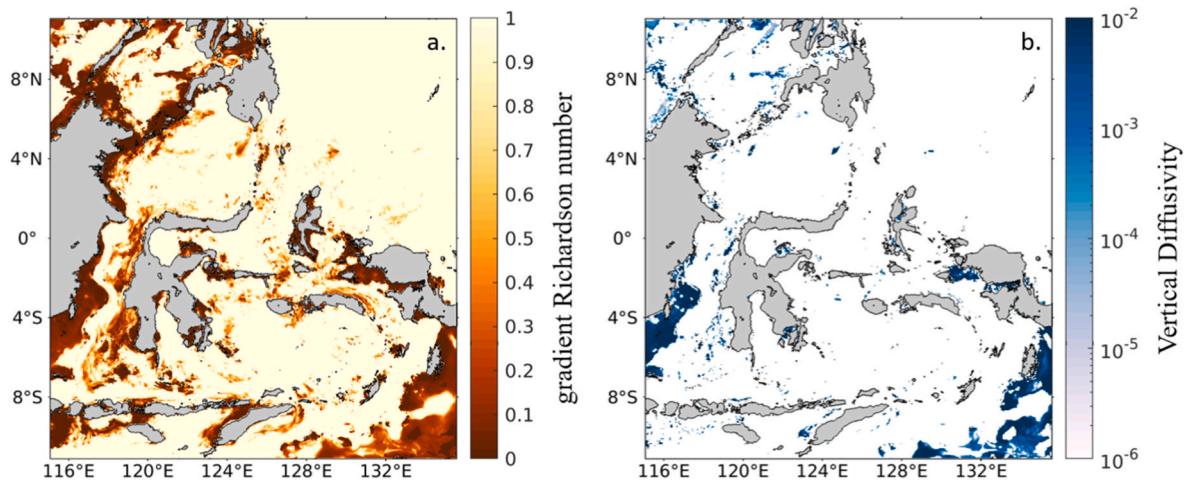 a.
8°N
4°N
0°
4°S
8°S
115°E 120°E 124°E 128°E 132°E
1
0.9
0.8
0.7
0.6
0.5
0.4
0.3
0.2
0.1
0
gradient Richardson number
b.
8°N
4°N
0°
4°S
8°S
115°E 120°E 124°E 128°E 132°E
10-2
10-3
10-4
10-5
10-6
Vertical Diffusivity